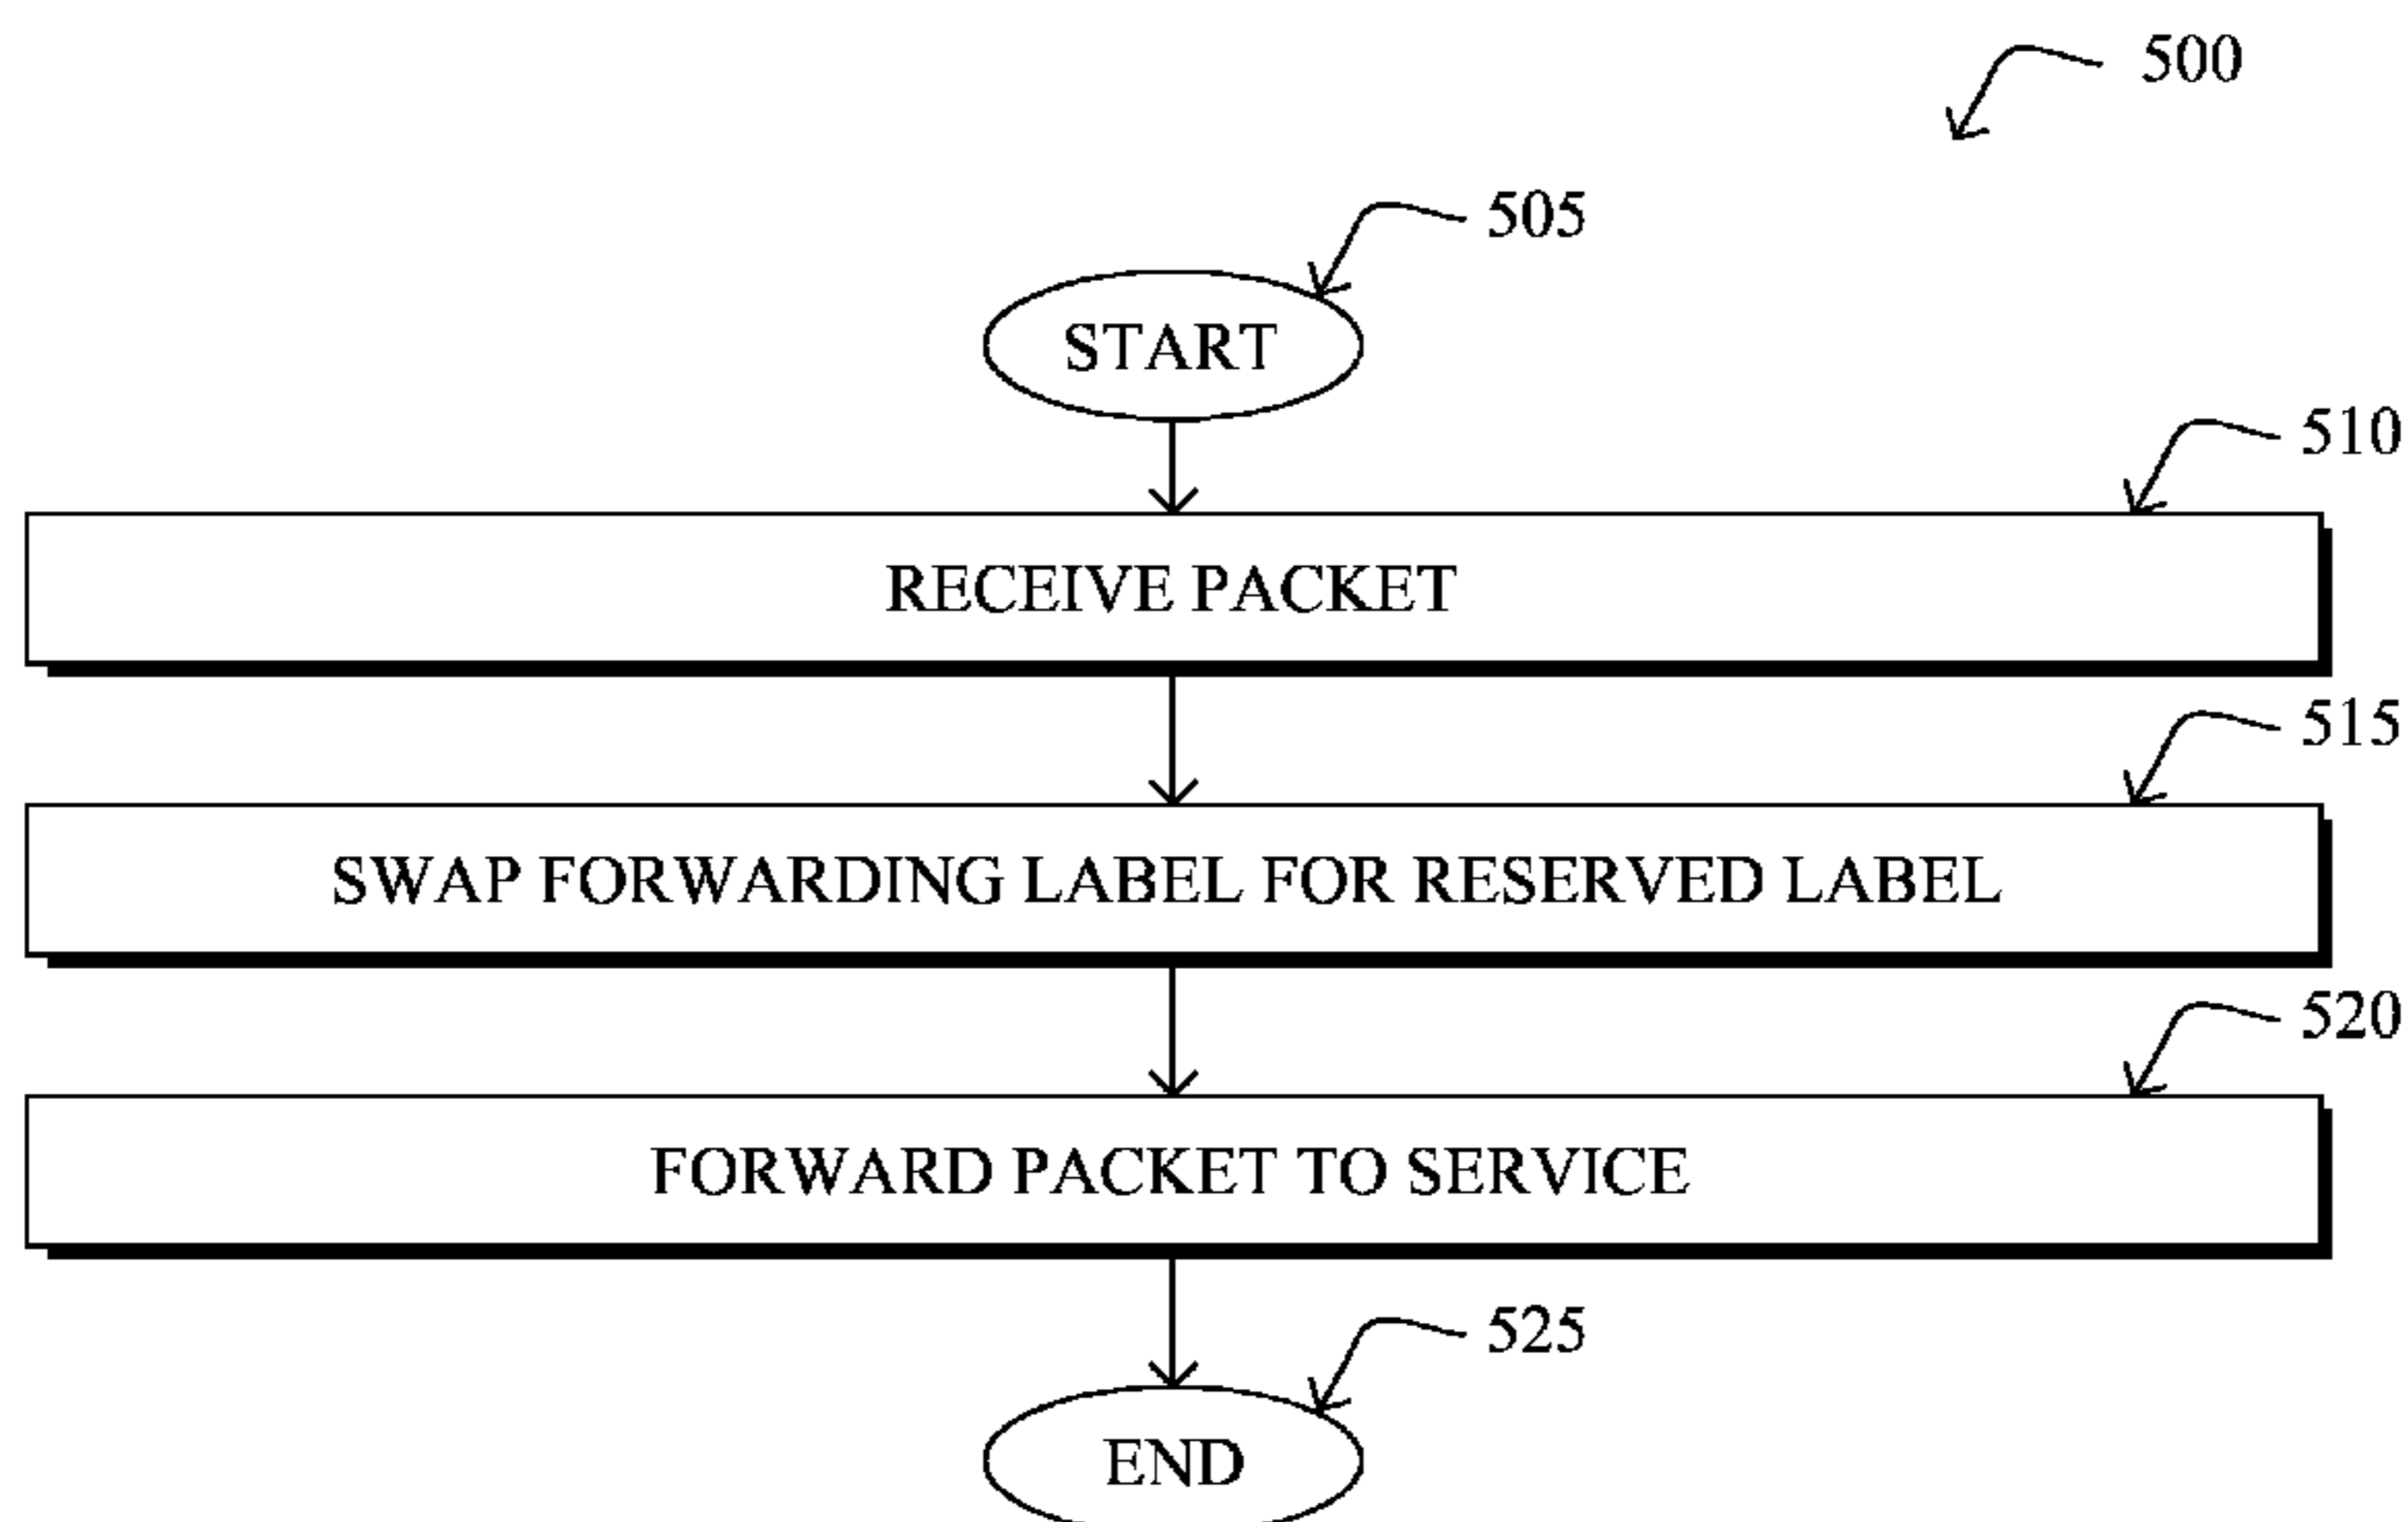 500
505
START
510
RECEIVE PACKET
515
SWAP FORWARDING LABEL FOR RESERVED LABEL
520
FORWARD PACKET TO SERVICE
525
END